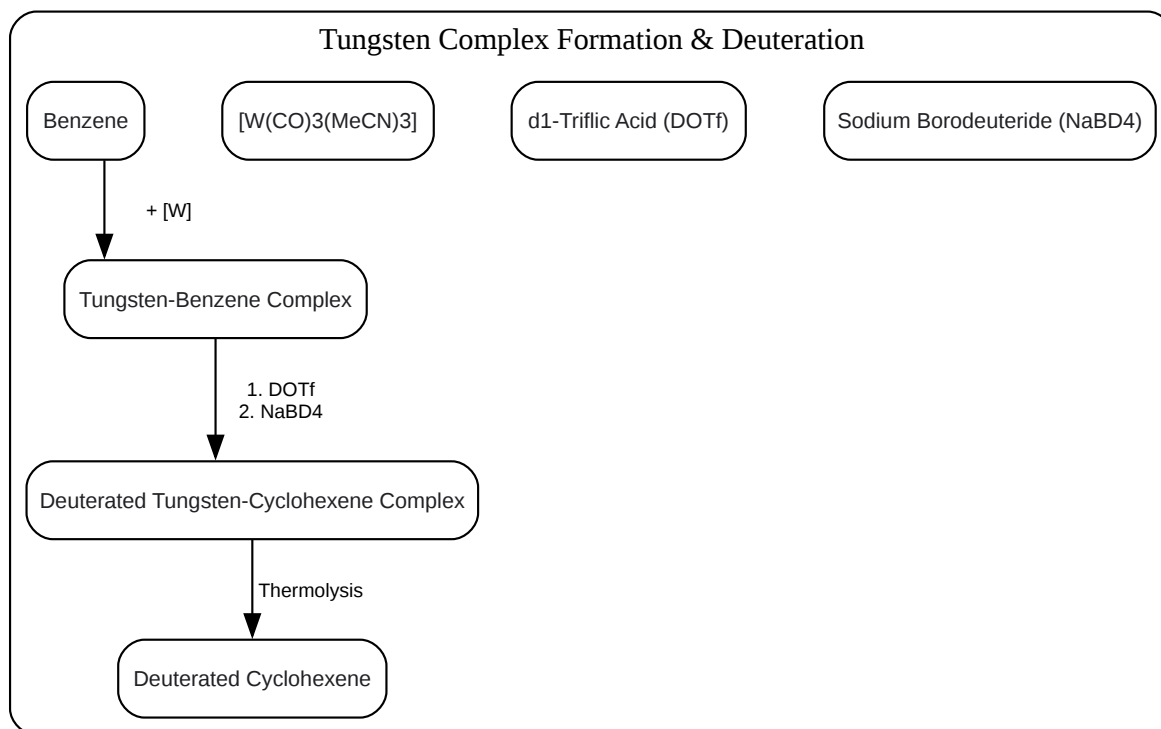 Tungsten Complex Formation & Deuteration
Benzene
[W(CO)3(MeCN)3]
d1-Triflic Acid (DOTf)
Sodium Borodeuteride (NaBD4)
+ [W]
Tungsten-Benzene Complex
1. DOTf
2. NaBD4
Deuterated Tungsten-Cyclohexene Complex
Thermolysis
Deuterated Cyclohexene